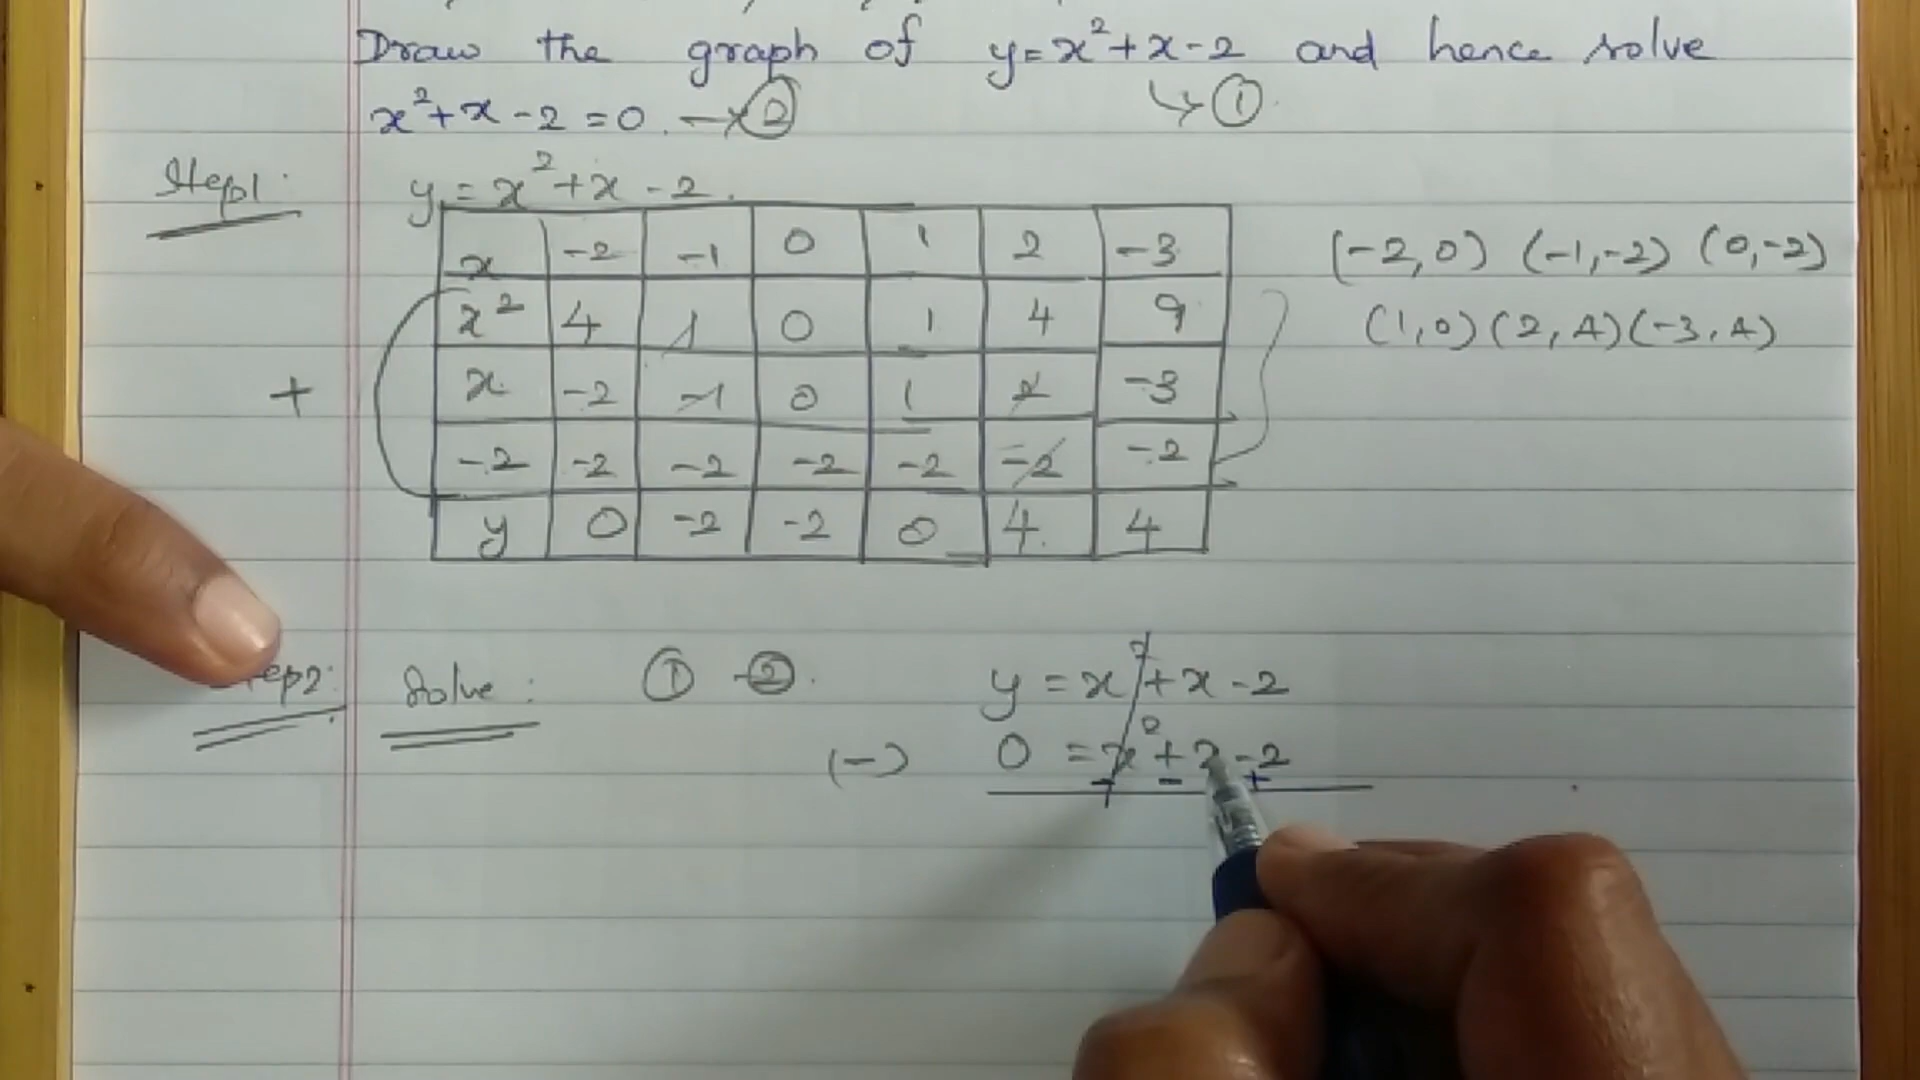 Draw the graph of y=x²+x-2 and hence solve
→ ①
x²+x-2=0. → ②
Step1:
y=x²+x-2.
x -2 -1 0 1 2 -3
x² 4 1 0 1 4 9
+ x -2 -1 0 1 2 -3
-2 -2 -2 -2 -2 -2 -2
y 0 -2 -2 0 4 4
(-2,0) (-1,-2) (0,-2)
(1,0) (2,4) (-3,4)
Solve: ① - ②. y = x²+x-2
(-) 0 = x²+x-2
- - +